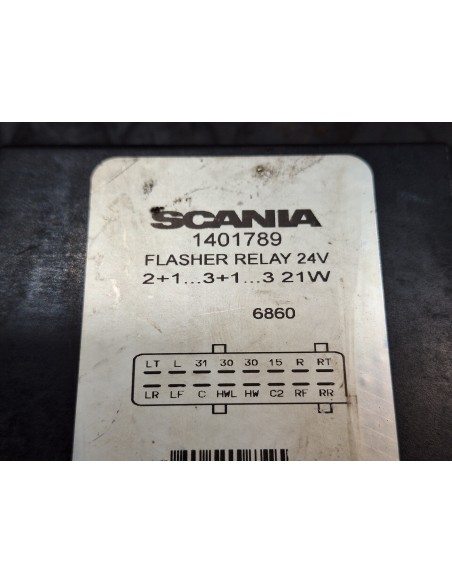 SCANIA
1401789
FLASHER RELAY 24V
2+1...3+1...3 21W
6860
LT L 31 30 30 15 R RT
LR LF C HWL HW C2 RF RR